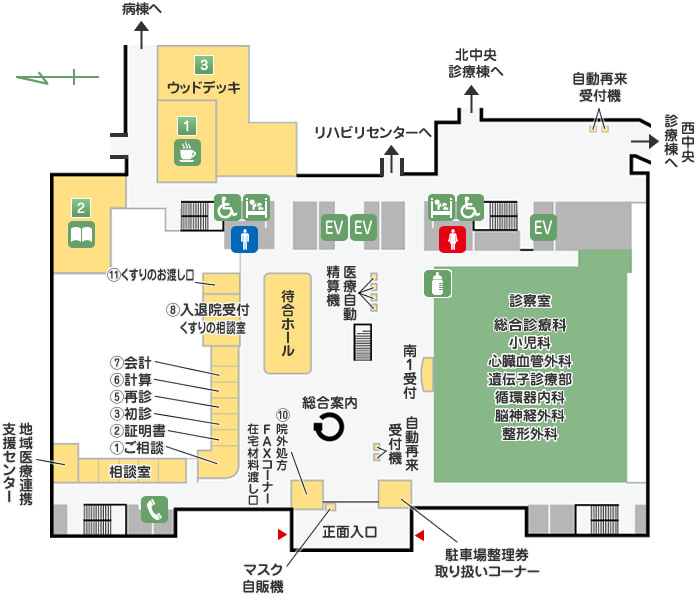 病棟へ
3
ウッドデッキ
1
北中央
診療棟へ
自動再来
受付機
西中央
診療棟へ
リハビリセンターへ
2
EV
EV
EV
⑪くすりのお渡し口
⑧入退院受付
くすりの相談室
待合ホール
医療自動
精算機
診察室
総合診療科
小児科
心臓血管外科
遺伝子診療部
循環器内科
脳神経外科
整形外科
南1受付
⑦会計
⑥計算
⑤再診
③初診
②証明書
①ご相談
総合案内
⑩院外処方
FAXコーナー
在宅材料渡し口
自動再来
受付機
地域医療連携
支援センター
相談室
正面入口
マスク
自販機
駐車場整理券
取り扱いコーナー